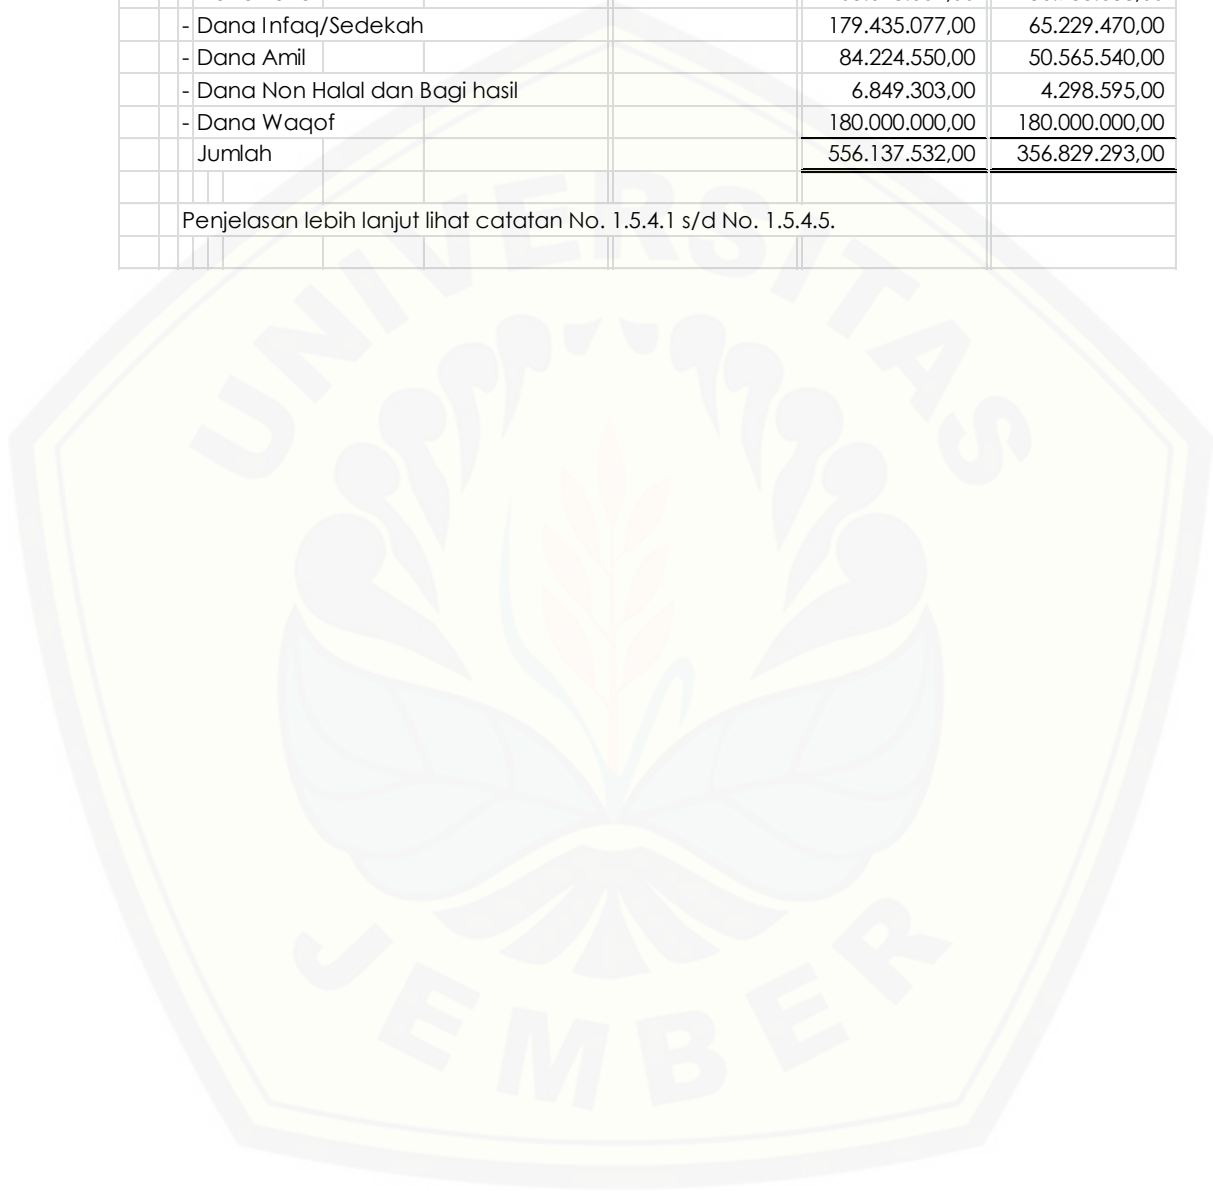 - Dana Infaq/Sedekah 179.435.077,00 65.229.470,00
- Dana Amil 84.224.550,00 50.565.540,00
- Dana Non Halal dan Bagi hasil 6.849.303,00 4.298.595,00
- Dana Waqof 180.000.000,00 180.000.000,00
Jumlah 556.137.532,00 356.829.293,00
Penjelasan lebih lanjut lihat catatan No. 1.5.4.1 s/d No. 1.5.4.5.
UNIVERSITAS
JEMBER